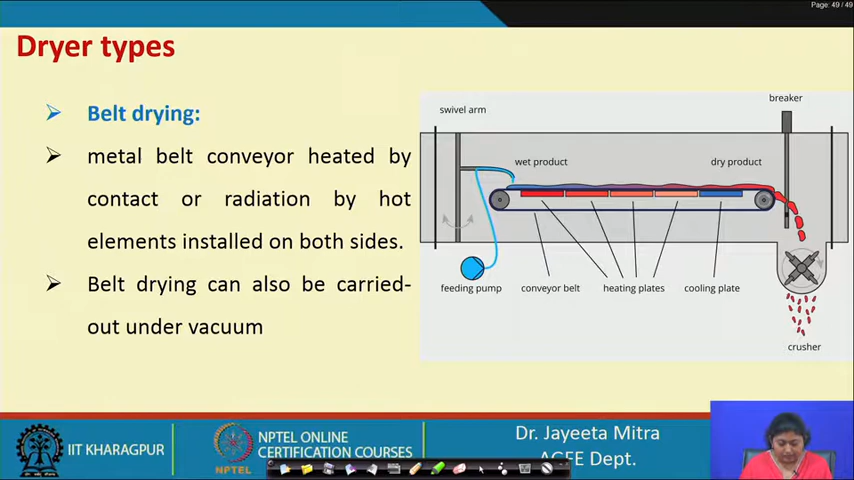 Page: 49 / 49
Dryer types
Belt drying:
metal belt conveyor heated by
contact or radiation by hot
elements installed on both sides.
Belt drying can also be carried-
out under vacuum
swivel arm
breaker
wet product
dry product
feeding pump
conveyor belt
heating plates
cooling plate
crusher
IIT KHARAGPUR
NPTEL
NPTEL ONLINE
CERTIFICATION COURSES
Dr. Jayeeta Mitra
AGFE Dept.